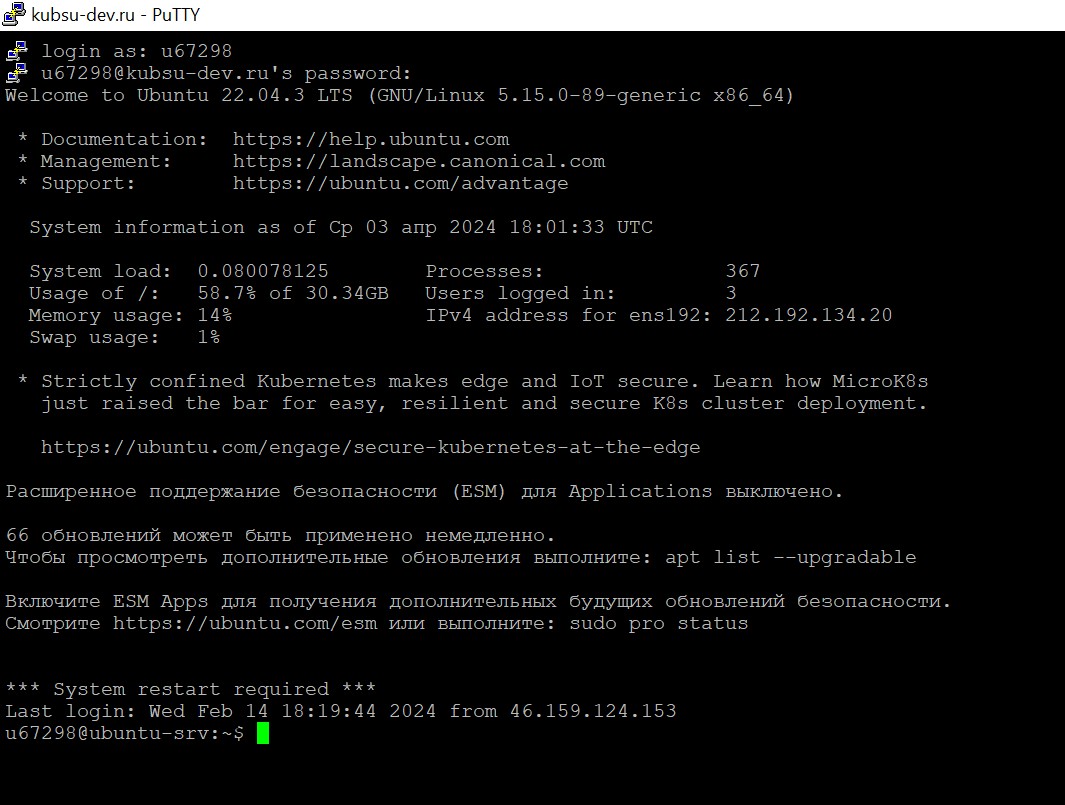 kubsu-dev.ru - PuTTY
login as: u67298
u67298@kubsu-dev.ru's password:
Welcome to Ubuntu 22.04.3 LTS (GNU/Linux 5.15.0-89-generic x86_64)
* Documentation: https://help.ubuntu.com
* Management: https://landscape.canonical.com
* Support: https://ubuntu.com/advantage
System information as of Ср 03 апр 2024 18:01:33 UTC
System load: 0.080078125 Processes: 367
Usage of /: 58.7% of 30.34GB Users logged in: 3
Memory usage: 14% IPv4 address for ens192: 212.192.134.20
Swap usage: 1%
* Strictly confined Kubernetes makes edge and IoT secure. Learn how MicroK8s
just raised the bar for easy, resilient and secure K8s cluster deployment.
https://ubuntu.com/engage/secure-kubernetes-at-the-edge
Расширенное поддержание безопасности (ESM) для Applications выключено.
66 обновлений может быть применено немедленно.
Чтобы просмотреть дополнительные обновления выполните: apt list --upgradable
Включите ESM Apps для получения дополнительных будущих обновлений безопасности.
Смотрите https://ubuntu.com/esm или выполните: sudo pro status
*** System restart required ***
Last login: Wed Feb 14 18:19:44 2024 from 46.159.124.153
u67298@ubuntu-srv:~$